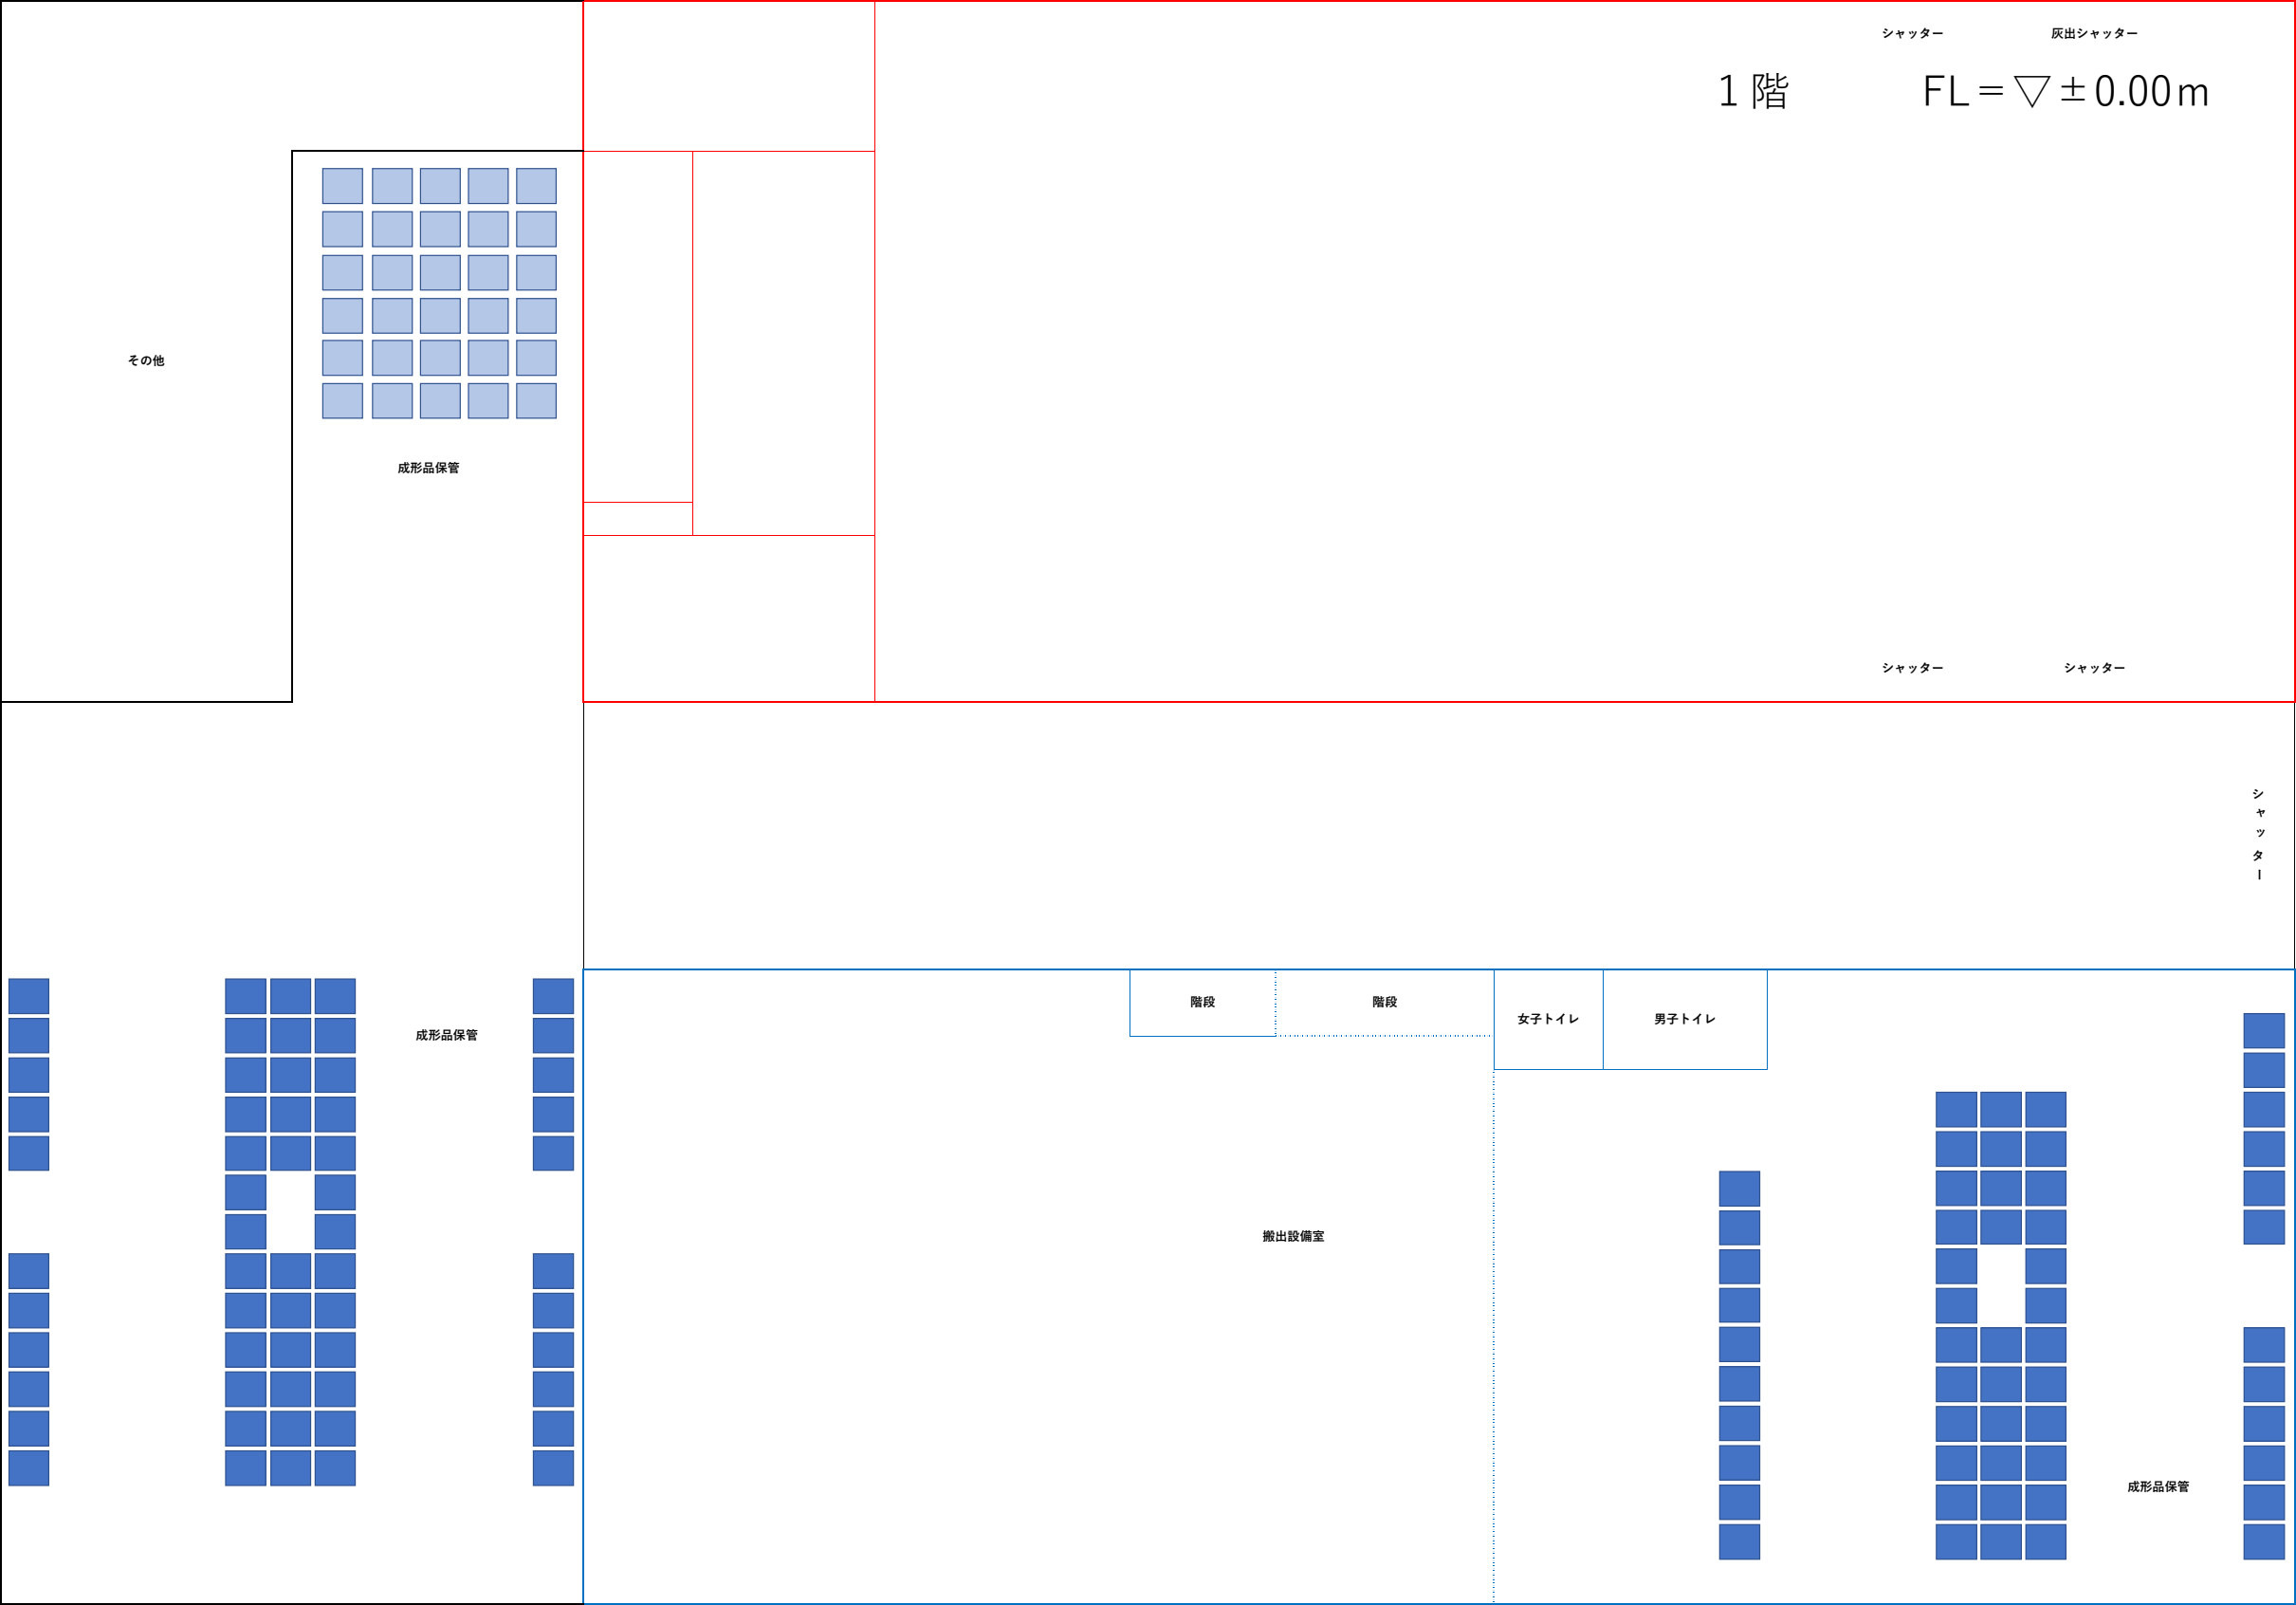 シャッター
灰出シャッター
1階 FL=▽±0.00m
その他
成形品保管
シャッター
シャッター
シャッター
階段
階段
女子トイレ
男子トイレ
成形品保管
搬出設備室
成形品保管